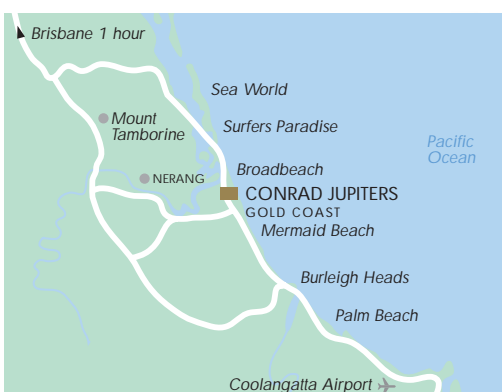 Brisbane 1 hour
Sea World
Mount
Tamborine
Surfers Paradise
Pacific
Ocean
Broadbeach
NERANG
CONRAD JUPITERS
GOLD COAST
Mermaid Beach
Burleigh Heads
Palm Beach
Coolangatta Airport